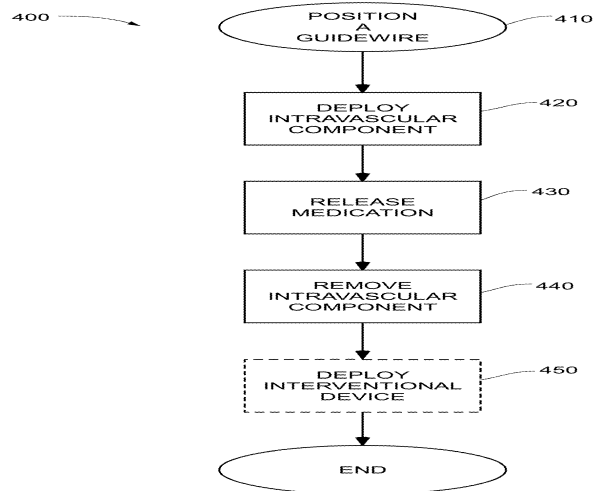 400
POSITION
A
GUIDEWIRE
410
DEPLOY
INTRAVASCULAR
COMPONENT
420
RELEASE
MEDICATION
430
REMOVE
INTRAVASCULAR
COMPONENT
440
DEPLOY
INTERVENTIONAL
DEVICE
450
END